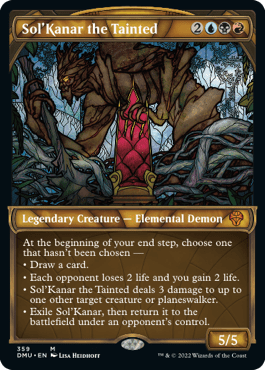 Sol'Kanar the Tainted 2
Legendary Creature — Elemental Demon
At the beginning of your end step, choose one
that hasn't been chosen —
• Draw a card.
• Each opponent loses 2 life and you gain 2 life.
• Sol'Kanar the Tainted deals 3 damage to up to
one other target creature or planeswalker.
• Exile Sol'Kanar, then return it to the
battlefield under an opponent's control.
5/5
359 M
DMU • EN Lisa Heidhoff
™ & © 2022 Wizards of the Coast